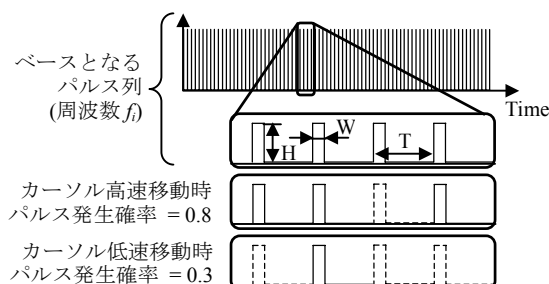 ベースとなる
パルス列
(周波数fi)
Time
H
W
T
カーソル高速移動時
パルス発生確率 = 0.8
カーソル低速移動時
パルス発生確率 = 0.3